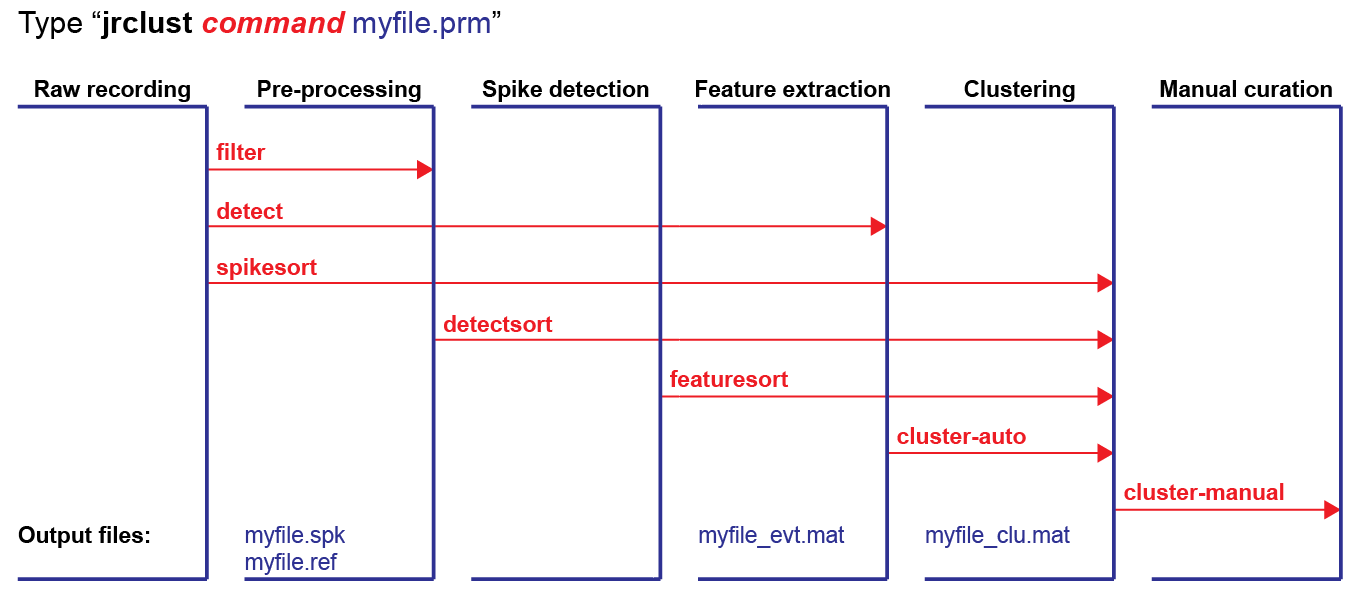 Type “jrclust command myfile.prm”
Raw recording Pre-processing Spike detection Feature extraction Clustering Manual curation
filter
detect
spikesort
detectsort
featuresort
cluster-auto
cluster-manual
Output files: myfile.spk myfile_evt.mat myfile_clu.mat
myfile.ref